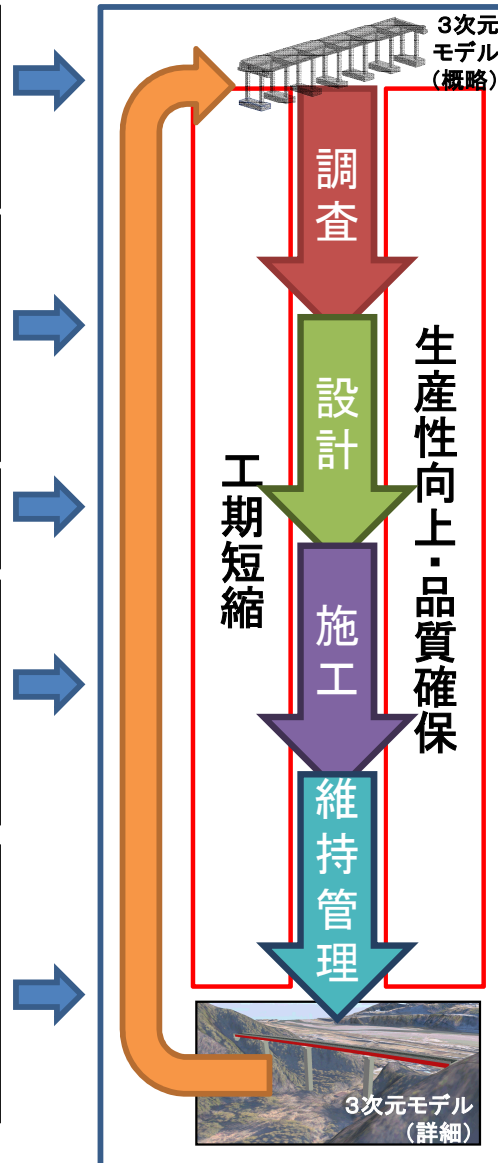 3次元
モデル
(概略)
調査
設計
工期短縮
生産性向上・品質確保
施工
維持管理
3次元モデル
(詳細)